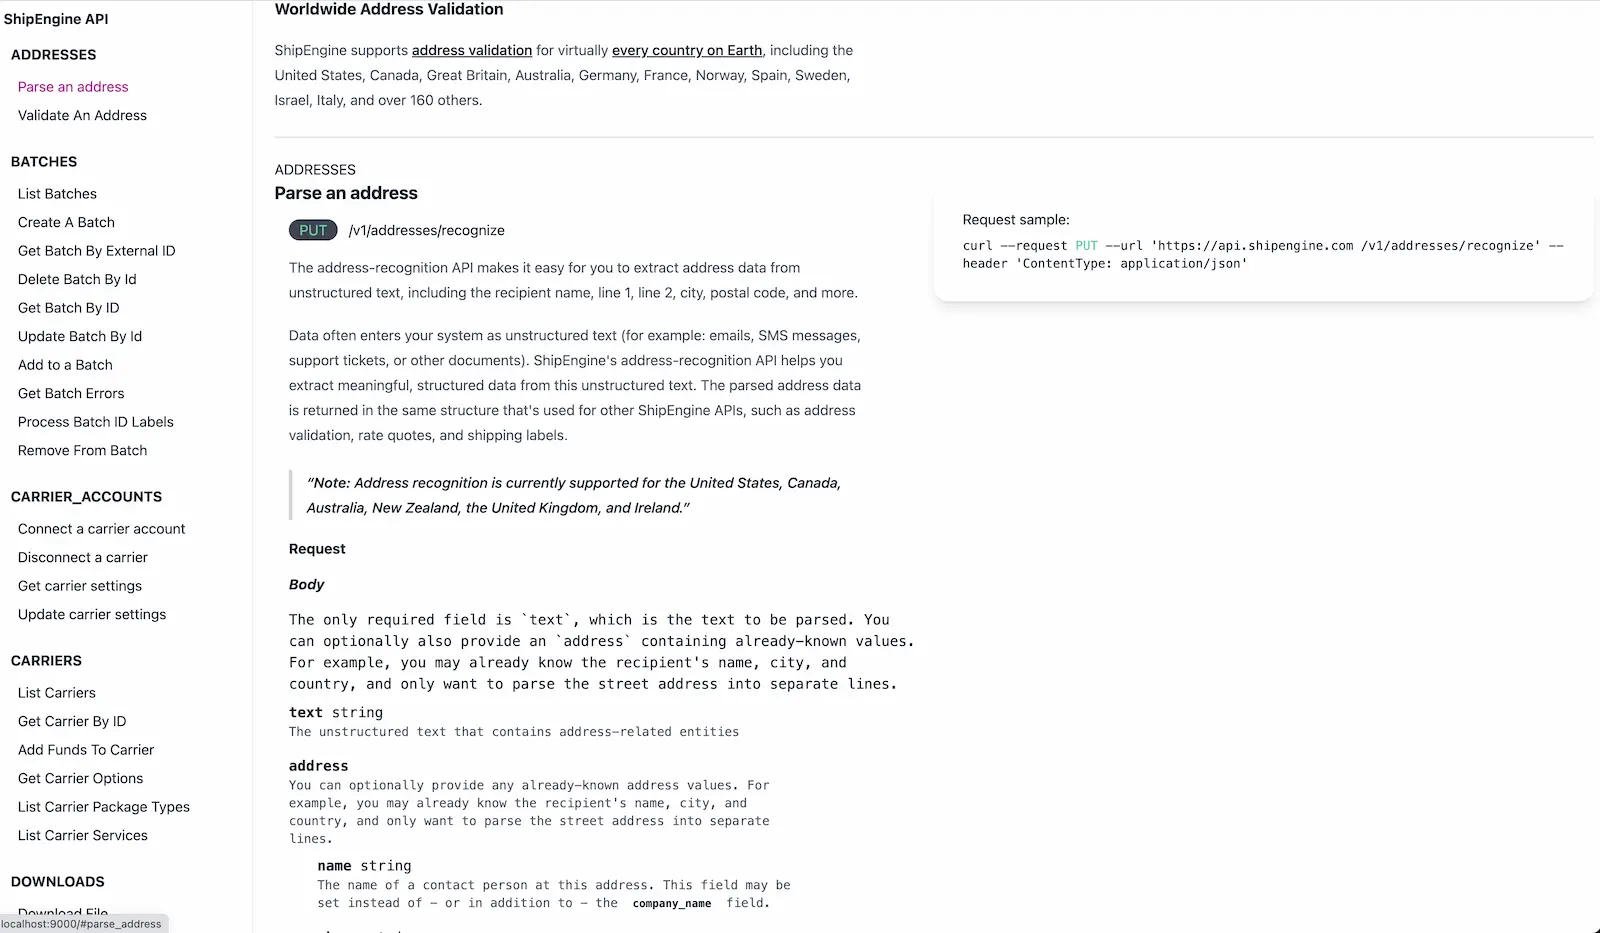 ShipEngine API
ADDRESSES
Parse an address
Validate An Address
BATCHES
List Batches
Create A Batch
Get Batch By External ID
Delete Batch By Id
Get Batch By ID
Update Batch By Id
Add to a Batch
Get Batch Errors
Process Batch ID Labels
Remove From Batch
CARRIER_ACCOUNTS
Connect a carrier account
Disconnect a carrier
Get carrier settings
Update carrier settings
CARRIERS
List Carriers
Get Carrier By ID
Add Funds To Carrier
Get Carrier Options
List Carrier Package Types
List Carrier Services
DOWNLOADS
Download File
localhost:9000/#parse_address
Worldwide Address Validation
ShipEngine supports address validation for virtually every country on Earth, including the
United States, Canada, Great Britain, Australia, Germany, France, Norway, Spain, Sweden,
Israel, Italy, and over 160 others.
ADDRESSES
Parse an address
PUT /v1/addresses/recognize
The address-recognition API makes it easy for you to extract address data from
unstructured text, including the recipient name, line 1, line 2, city, postal code, and more.
Data often enters your system as unstructured text (for example: emails, SMS messages,
support tickets, or other documents). ShipEngine's address-recognition API helps you
extract meaningful, structured data from this unstructured text. The parsed address data
is returned in the same structure that's used for other ShipEngine APIs, such as address
validation, rate quotes, and shipping labels.
“Note: Address recognition is currently supported for the United States, Canada,
Australia, New Zealand, the United Kingdom, and Ireland.”
Request
Body
The only required field is `text`, which is the text to be parsed. You
can optionally also provide an `address` containing already-known values.
For example, you may already know the recipient's name, city, and
country, and only want to parse the street address into separate lines.
text string
The unstructured text that contains address-related entities
address
You can optionally provide any already-known address values. For
example, you may already know the recipient's name, city, and
country, and only want to parse the street address into separate
lines.
name string
The name of a contact person at this address. This field may be
set instead of - or in addition to - the company_name field.
Request sample:
curl --request PUT --url 'https://api.shipengine.com /v1/addresses/recognize' --
header 'ContentType: application/json'